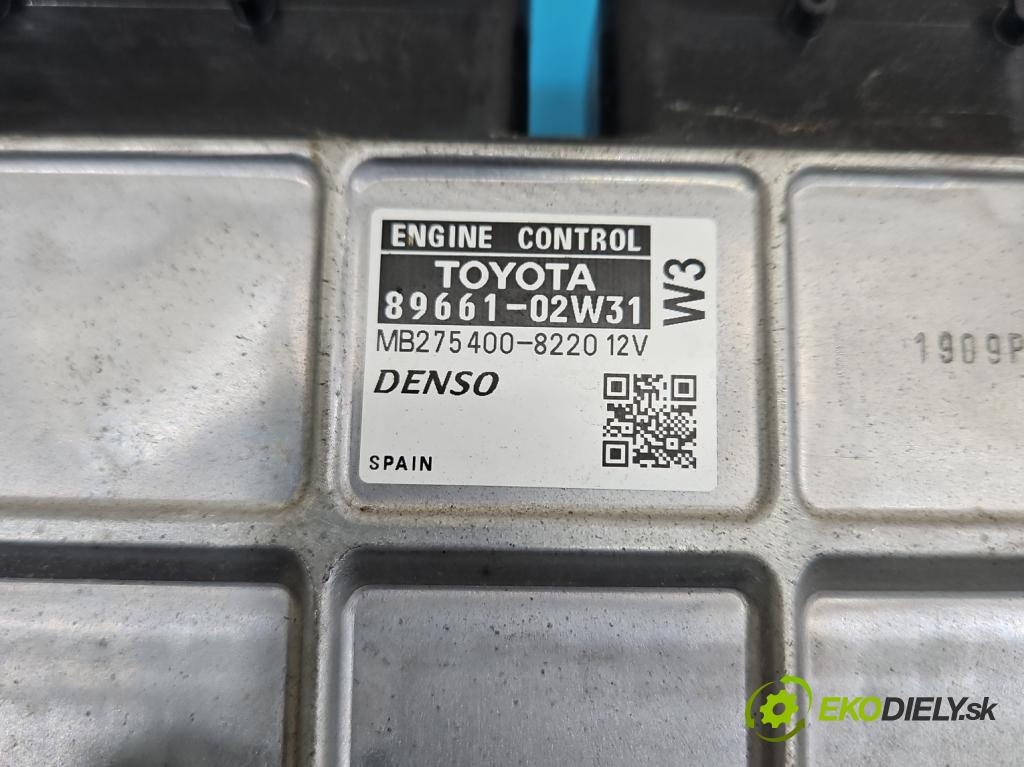 ENGINE CONTROL
TOYOTA
89661-02W31
W3
MB275400-8220 12V
DENSO
SPAIN
1909P
EKODIELY.sk